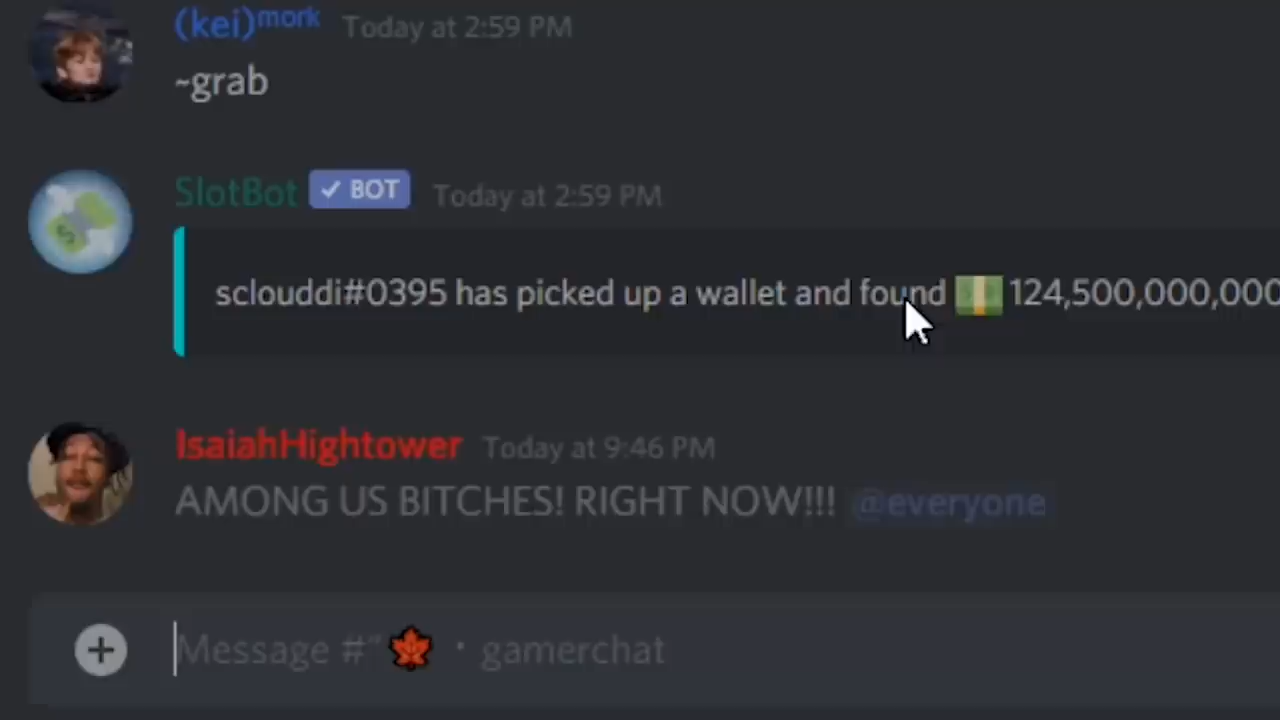 (kei)ᵐᵒʳᵏ Today at 2:59 PM
~grab
SlotBot ✓ BOT Today at 2:59 PM
sclouddi#0395 has picked up a wallet and found 💵 124,500,000,000
IsaiahHightower Today at 9:46 PM
AMONG US BITCHES! RIGHT NOW!!! @everyone
Message #" 🍁 · gamerchat